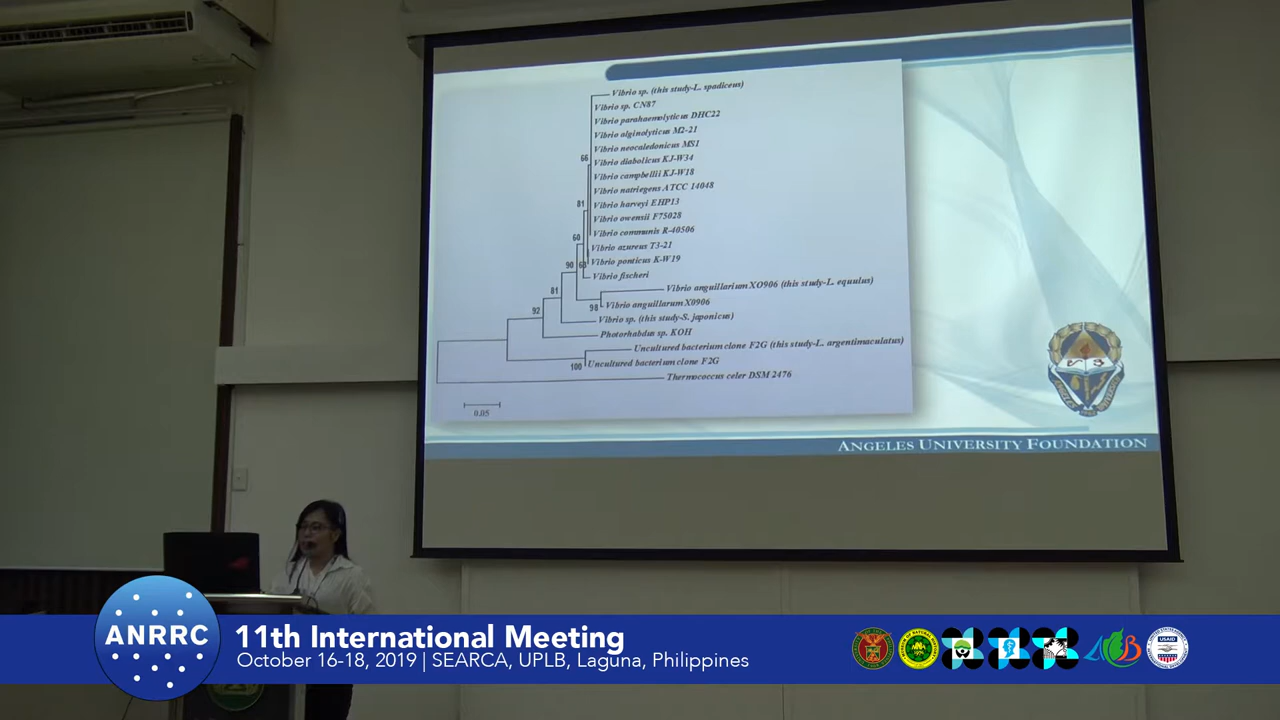 Vibrio sp. (this study-L. spadiceus)
Vibrio sp. CN87
Vibrio parahaemolyticus DHC22
Vibrio alginolyticus M2-21
Vibrio neocaledonicus MS1
Vibrio diabolicus KJ-W34
Vibrio campbellii KJ-W18
Vibrio natriegens ATCC 14048
Vibrio harveyi EHP13
Vibrio owensii F75028
Vibrio communis R-40506
Vibrio azureus T3-21
Vibrio ponticus K-W19
Vibrio fischeri
Vibrio anguillarium XO906 (this study-L. equulus)
Vibrio anguillarum X0906
Vibrio sp. (this study-S. japonicus)
Photorhabdus sp. KOH
Uncultured bacterium clone F2G (this study-L. argentimaculatus)
Uncultured bacterium clone F2G
Thermococcus celer DSM 2476
66
81
60
90
81
98
92
100
0.05
ANGELES UNIVERSITY FOUNDATION
ANRRC
11th International Meeting
October 16-18, 2019 | SEARCA, UPLB, Laguna, Philippines
USAID